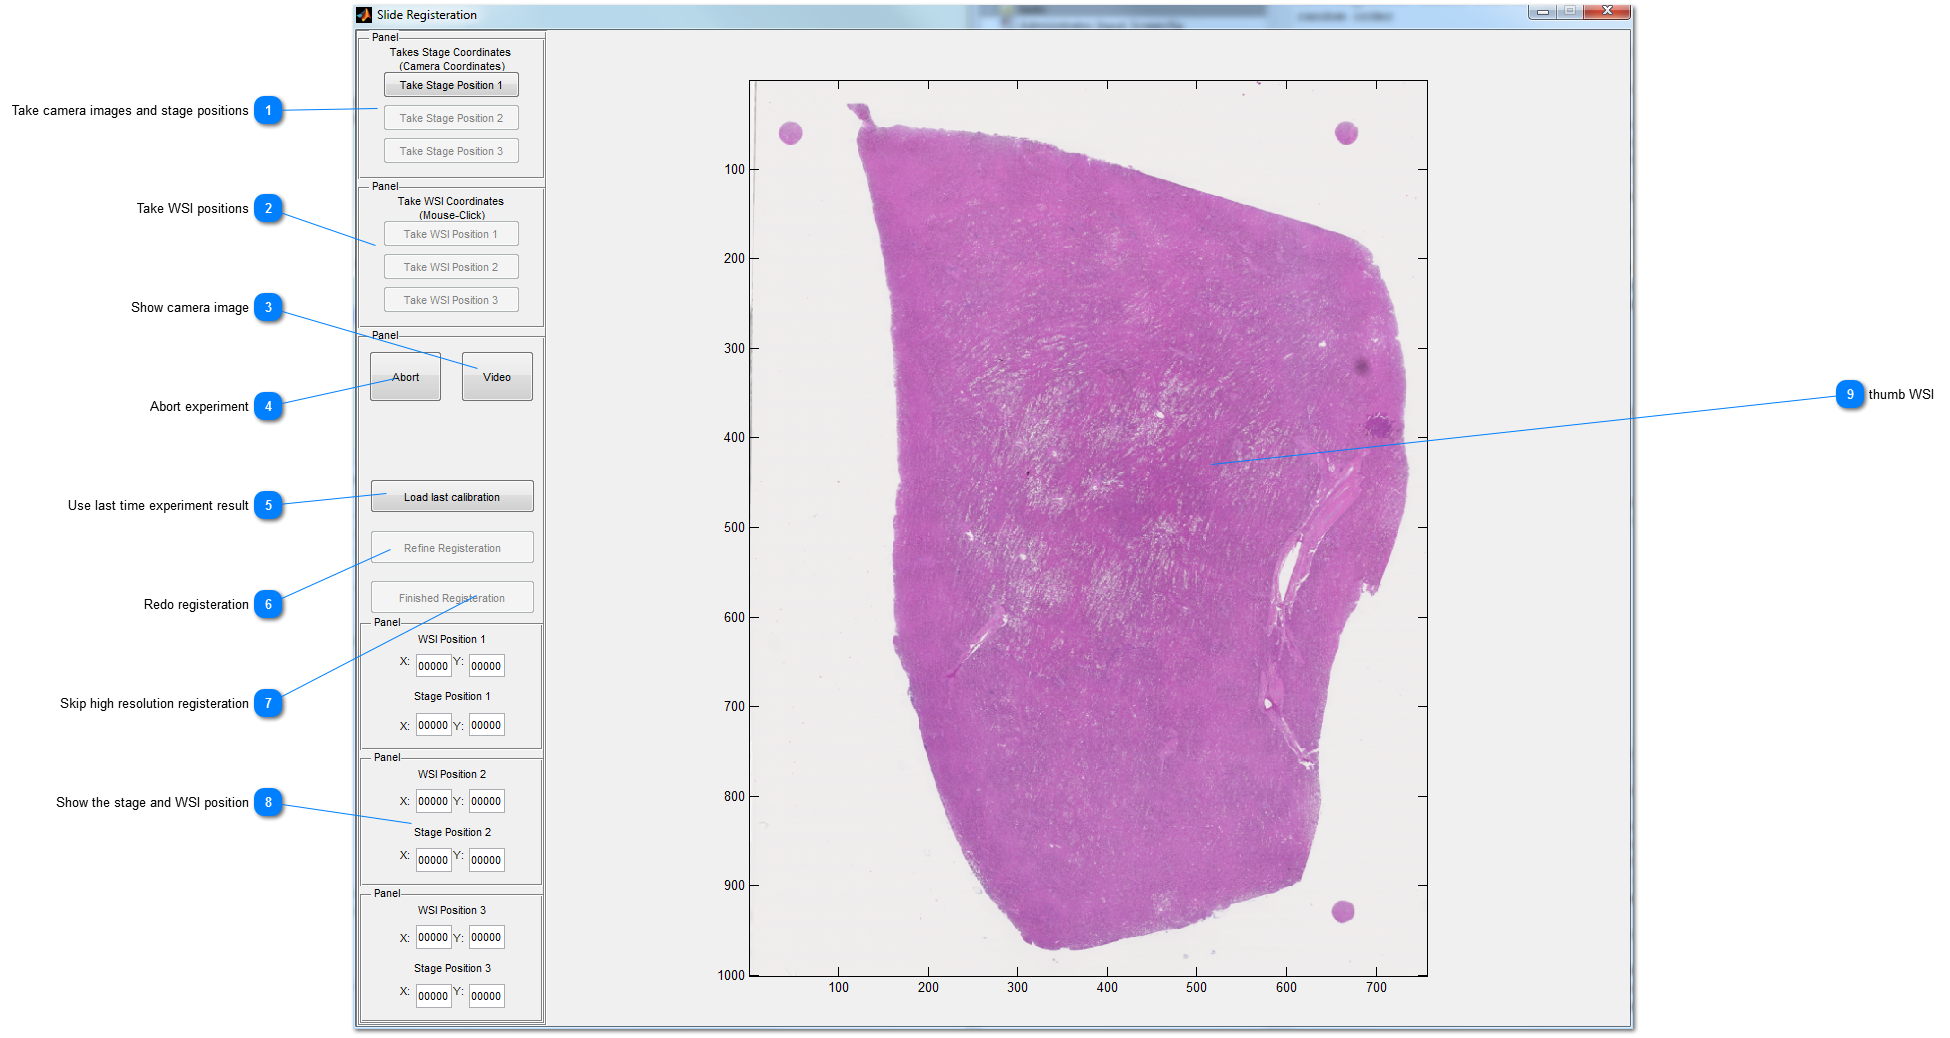 Slide Registeration
Panel
Takes Stage Coordinates
(Camera Coordinates)
Take Stage Position 1
Take Stage Position 2
Take Stage Position 3
Panel
Take WSI Coordinates
(Mouse-Click)
Take WSI Position 1
Take WSI Position 2
Take WSI Position 3
Panel
Abort
Video
Load last calibration
Refine Registeration
Finished Registeration
Panel
WSI Position 1
X: 00000 Y: 00000
Stage Position 1
X: 00000 Y: 00000
Panel
WSI Position 2
X: 00000 Y: 00000
Stage Position 2
X: 00000 Y: 00000
Panel
WSI Position 3
X: 00000 Y: 00000
Stage Position 3
X: 00000 Y: 00000
Take camera images and stage positions 1
Take WSI positions 2
Show camera image 3
Abort experiment 4
Use last time experiment result 5
Redo registeration 6
Skip high resolution registeration 7
Show the stage and WSI position 8
9 thumb WSI
100
200
300
400
500
600
700
800
900
1000
100 200 300 400 500 600 700